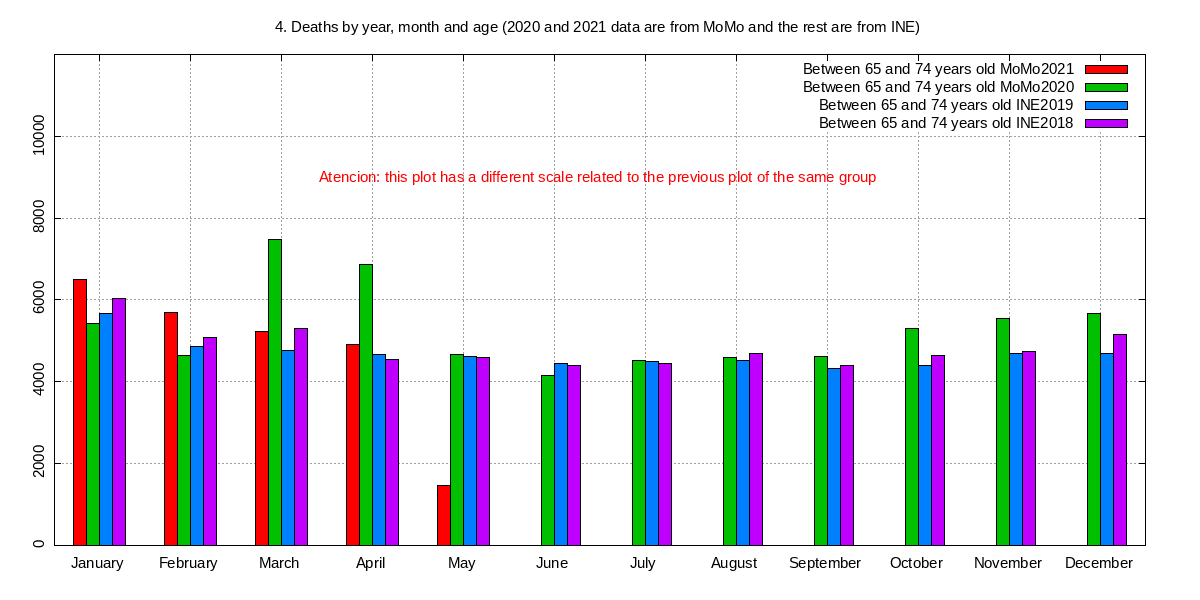 4. Deaths by year, month and age (2020 and 2021 data are from MoMo and the rest are from INE)
Between 65 and 74 years old MoMo2021
Between 65 and 74 years old MoMo2020
Between 65 and 74 years old INE2019
Between 65 and 74 years old INE2018
Atencion: this plot has a different scale related to the previous plot of the same group
10000
8000
6000
4000
2000
0
January February March April May June July August September October November December